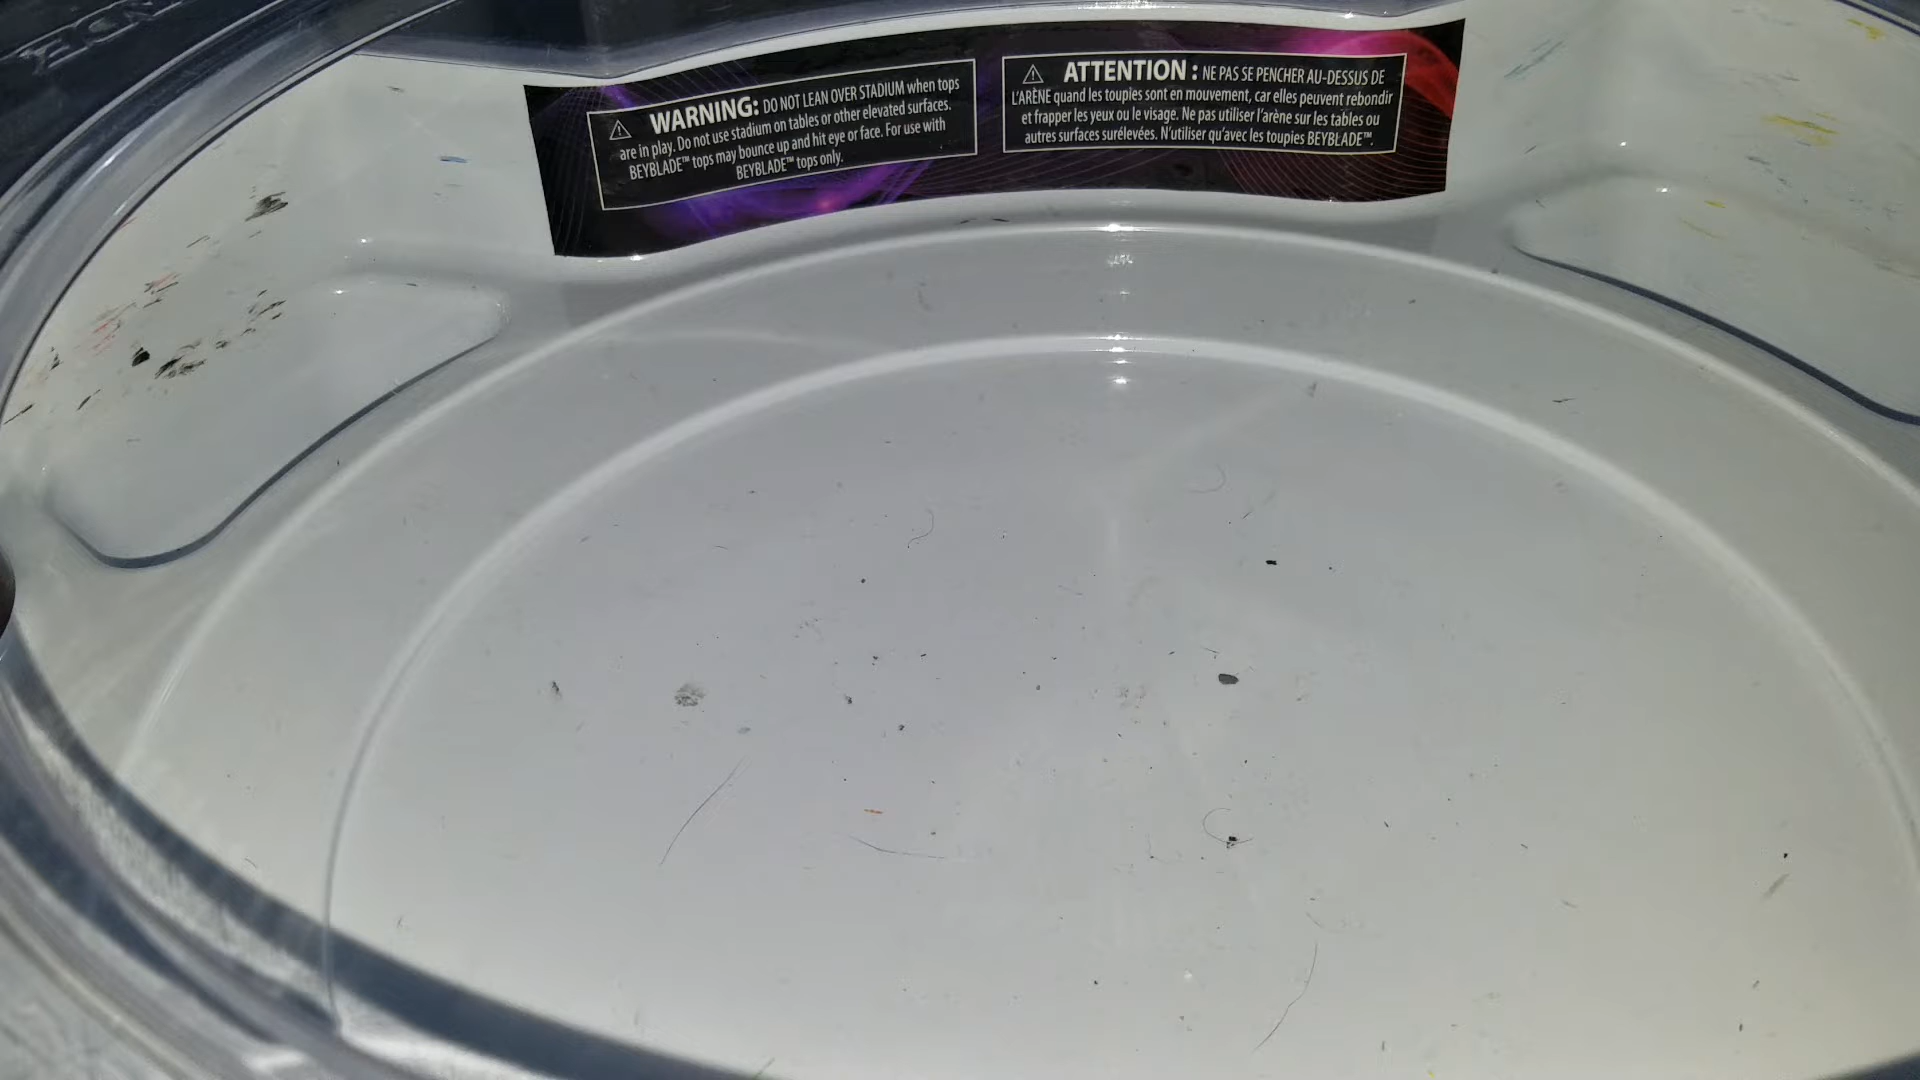 WARNING: DO NOT LEAN OVER STADIUM when tops
are in play. Do not use stadium on tables or other elevated surfaces.
BEYBLADE™ tops may bounce up and hit eye or face. For use with
BEYBLADE™ tops only.
ATTENTION : NE PAS SE PENCHER AU-DESSUS DE
L'ARÈNE quand les toupies sont en mouvement, car elles peuvent rebondir
et frapper les yeux ou le visage. Ne pas utiliser l'arène sur les tables ou
autres surfaces surélevées. N'utiliser qu'avec les toupies BEYBLADE™.